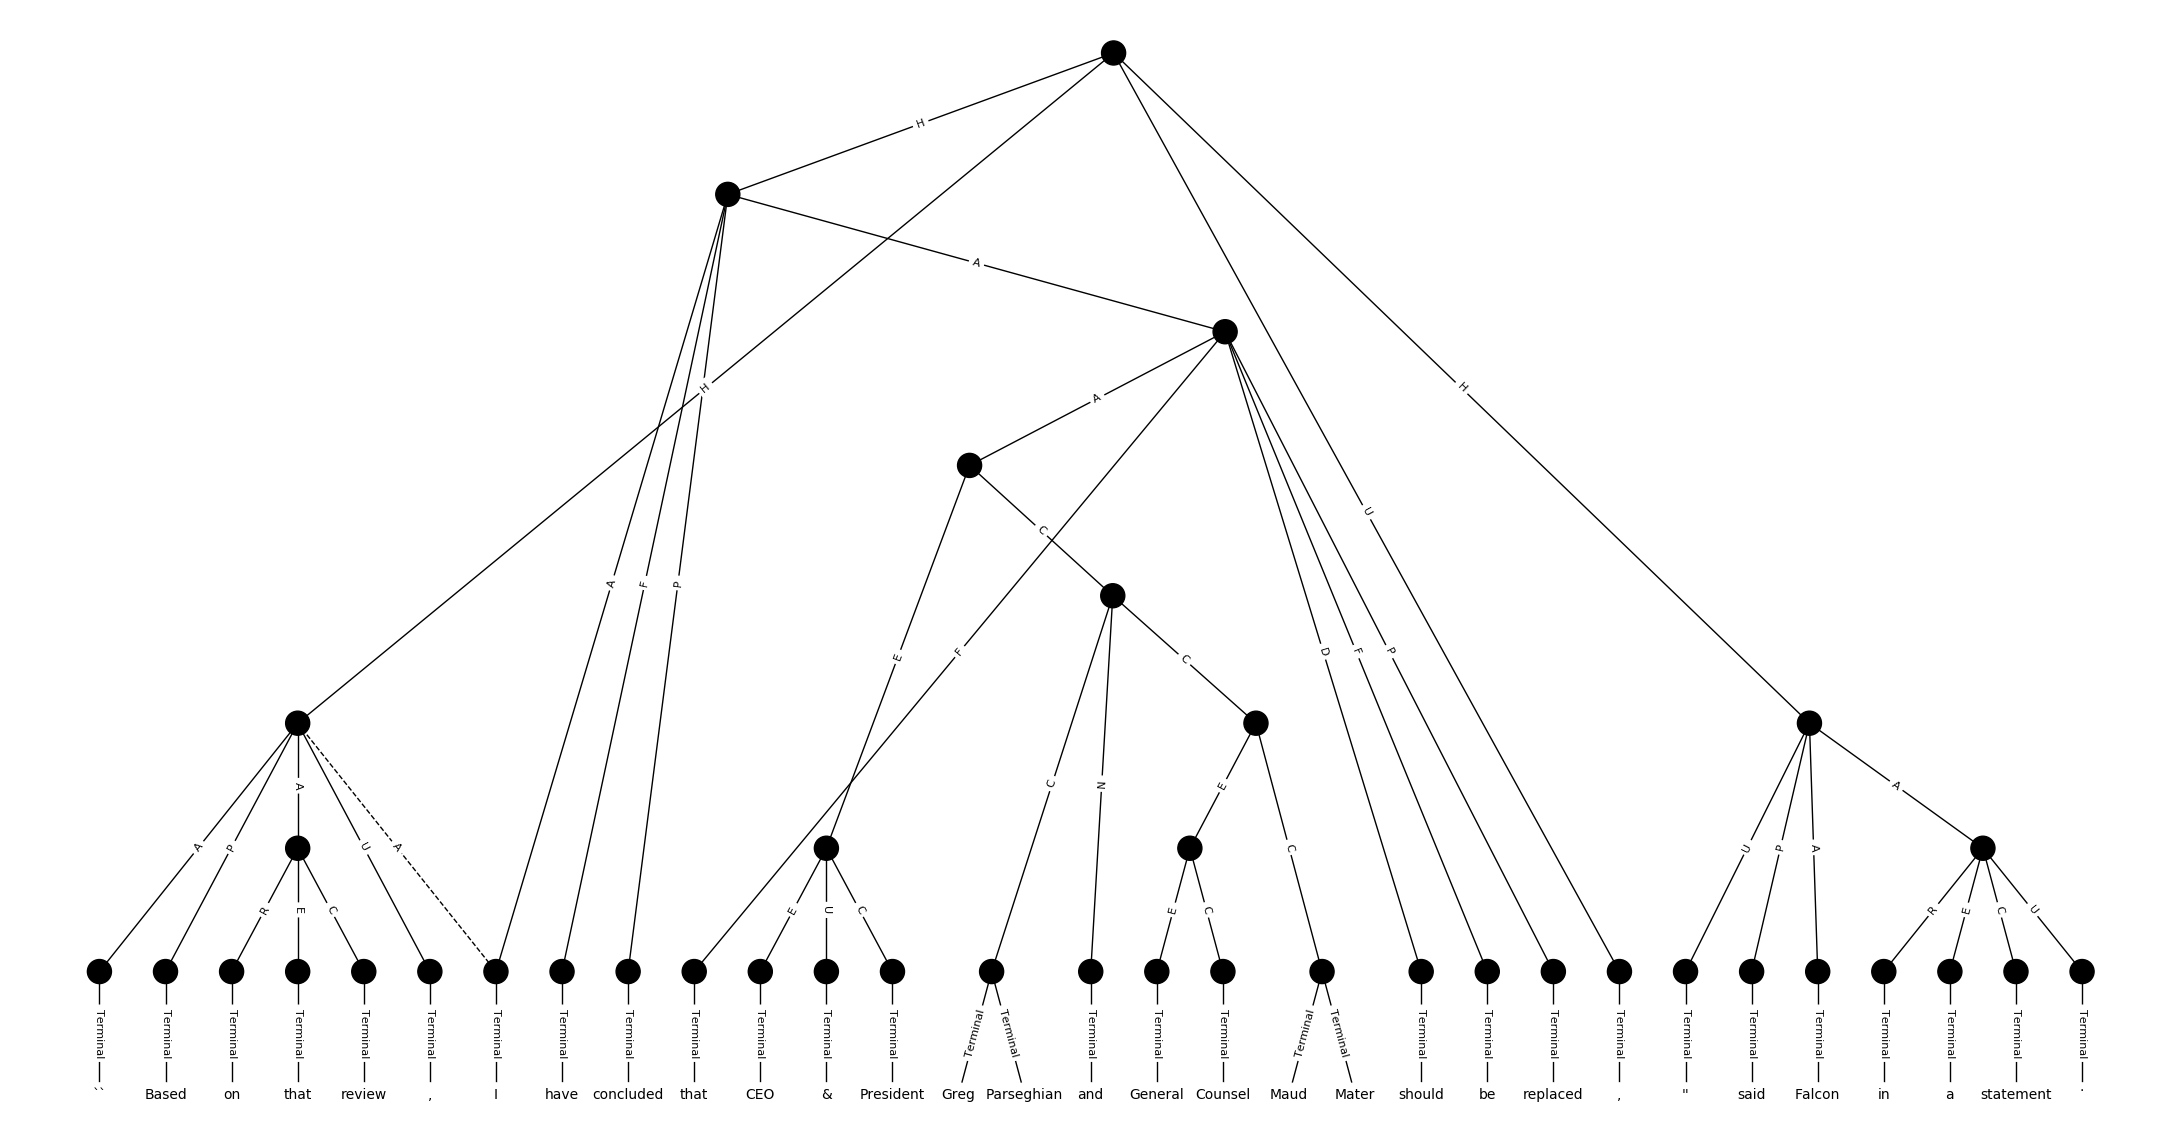 H
A
H
A
C
U
H
A F P
E F C D F P
C N E A
A P A U A C U P A
R E C E U C E C R E C U
Terminal Terminal Terminal Terminal Terminal Terminal Terminal Terminal Terminal Terminal Terminal Terminal Terminal Terminal Terminal Terminal Terminal Terminal Terminal Terminal Terminal Terminal Terminal Terminal Terminal Terminal Terminal Terminal Terminal Terminal Terminal
`` Based on that review , I have concluded that CEO & President Greg Parseghian and General Counsel Maud Mater should be replaced , " said Falcon in a statement .